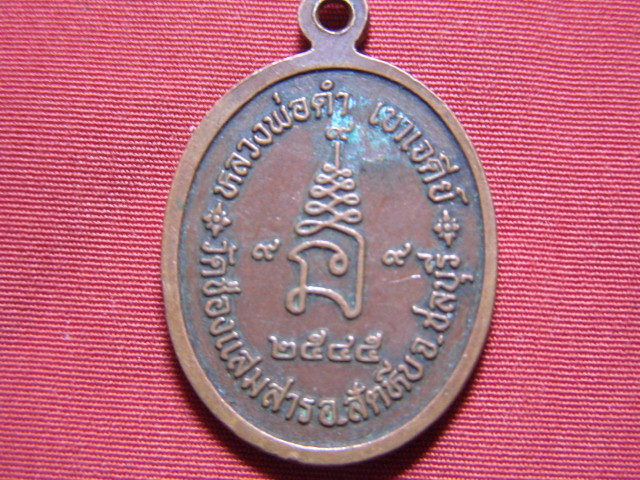 หลวงพ่อดำ เขาเจดีย์
๙
๙ ๙
๒๕๔๕
วัดช่องแสมสาร อ.สัตหีบ จ.ชลบุรี